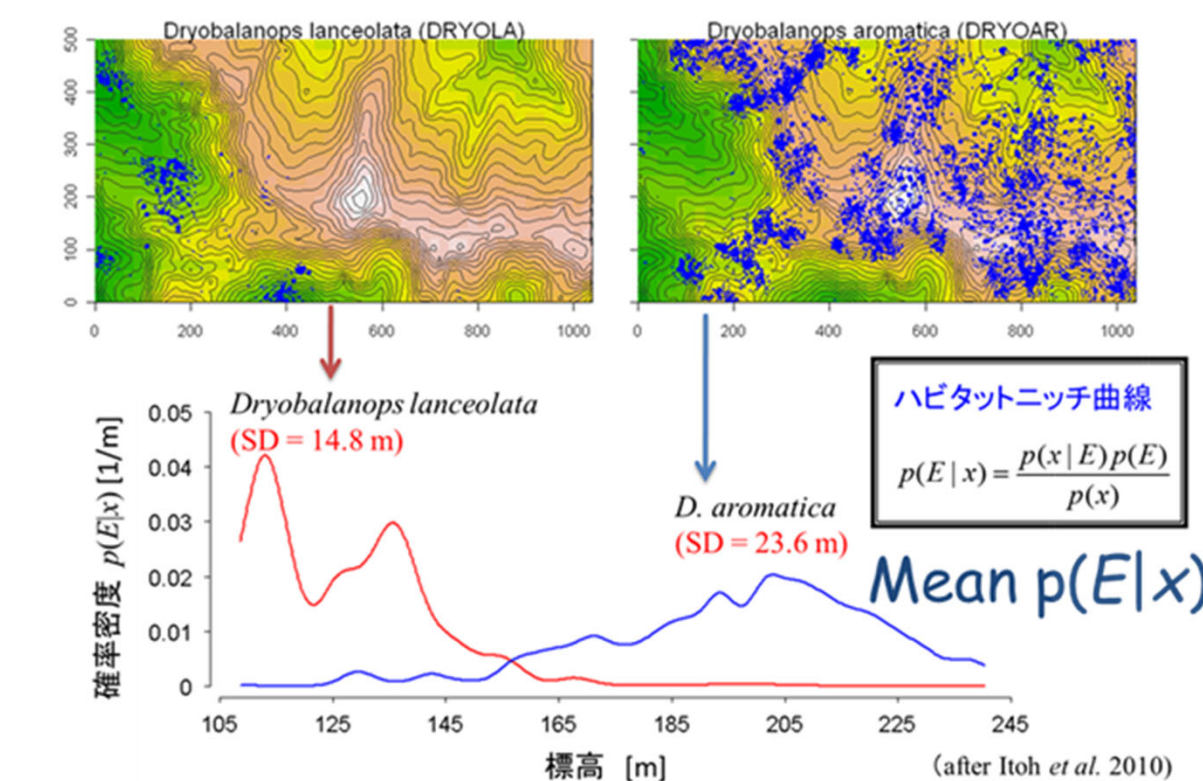 Dryobalanops lanceolata (DRYOLA)
Dryobalanops aromatica (DRYOAR)
500
400
300
200
100
0
0 200 400 600 800 1000
0 200 400 600 800 1000
Dryobalanops lanceolata
(SD = 14.8 m)
D. aromatica
(SD = 23.6 m)
ハビタットニッチ曲線
p(E | x) = p(x | E) p(E)
p(x)
Mean p(E|x)
確率密度 p(E|x) [1/m]
0.05
0.04
0.03
0.02
0.01
0
105 125 145 165 185 205 225 245
標高 [m]
(after Itoh et al. 2010)